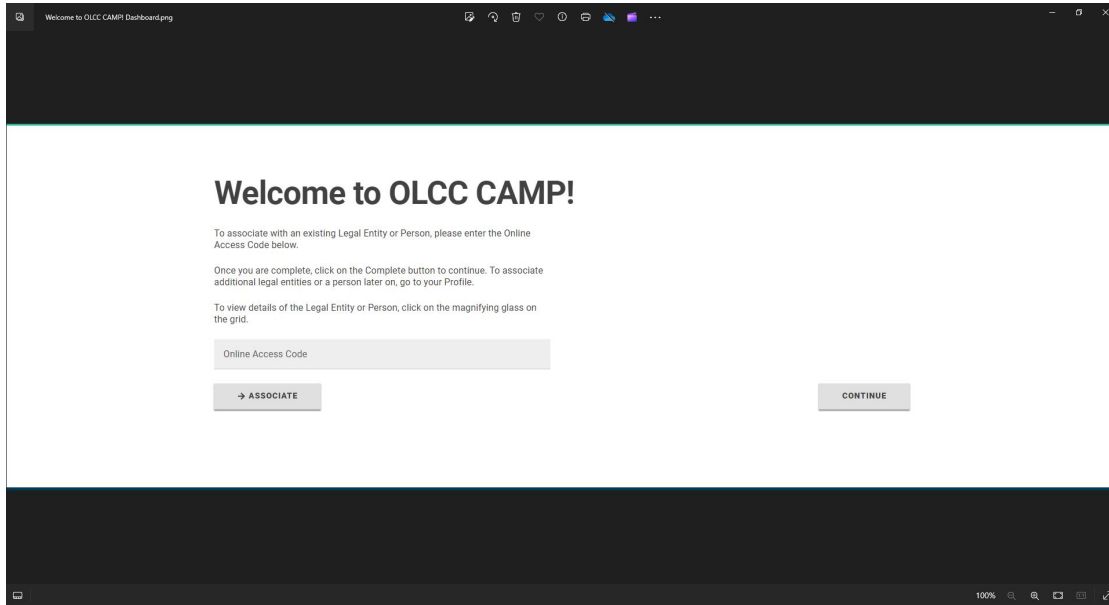 Welcome to OLCC CAMP! Dashboard.png
Welcome to OLCC CAMP!
To associate with an existing Legal Entity or Person, please enter the Online
Access Code below.
Once you are complete, click on the Complete button to continue. To associate
additional legal entities or a person later on, go to your Profile.
To view details of the Legal Entity or Person, click on the magnifying glass on
the grid.
Online Access Code
→ ASSOCIATE
CONTINUE
100%